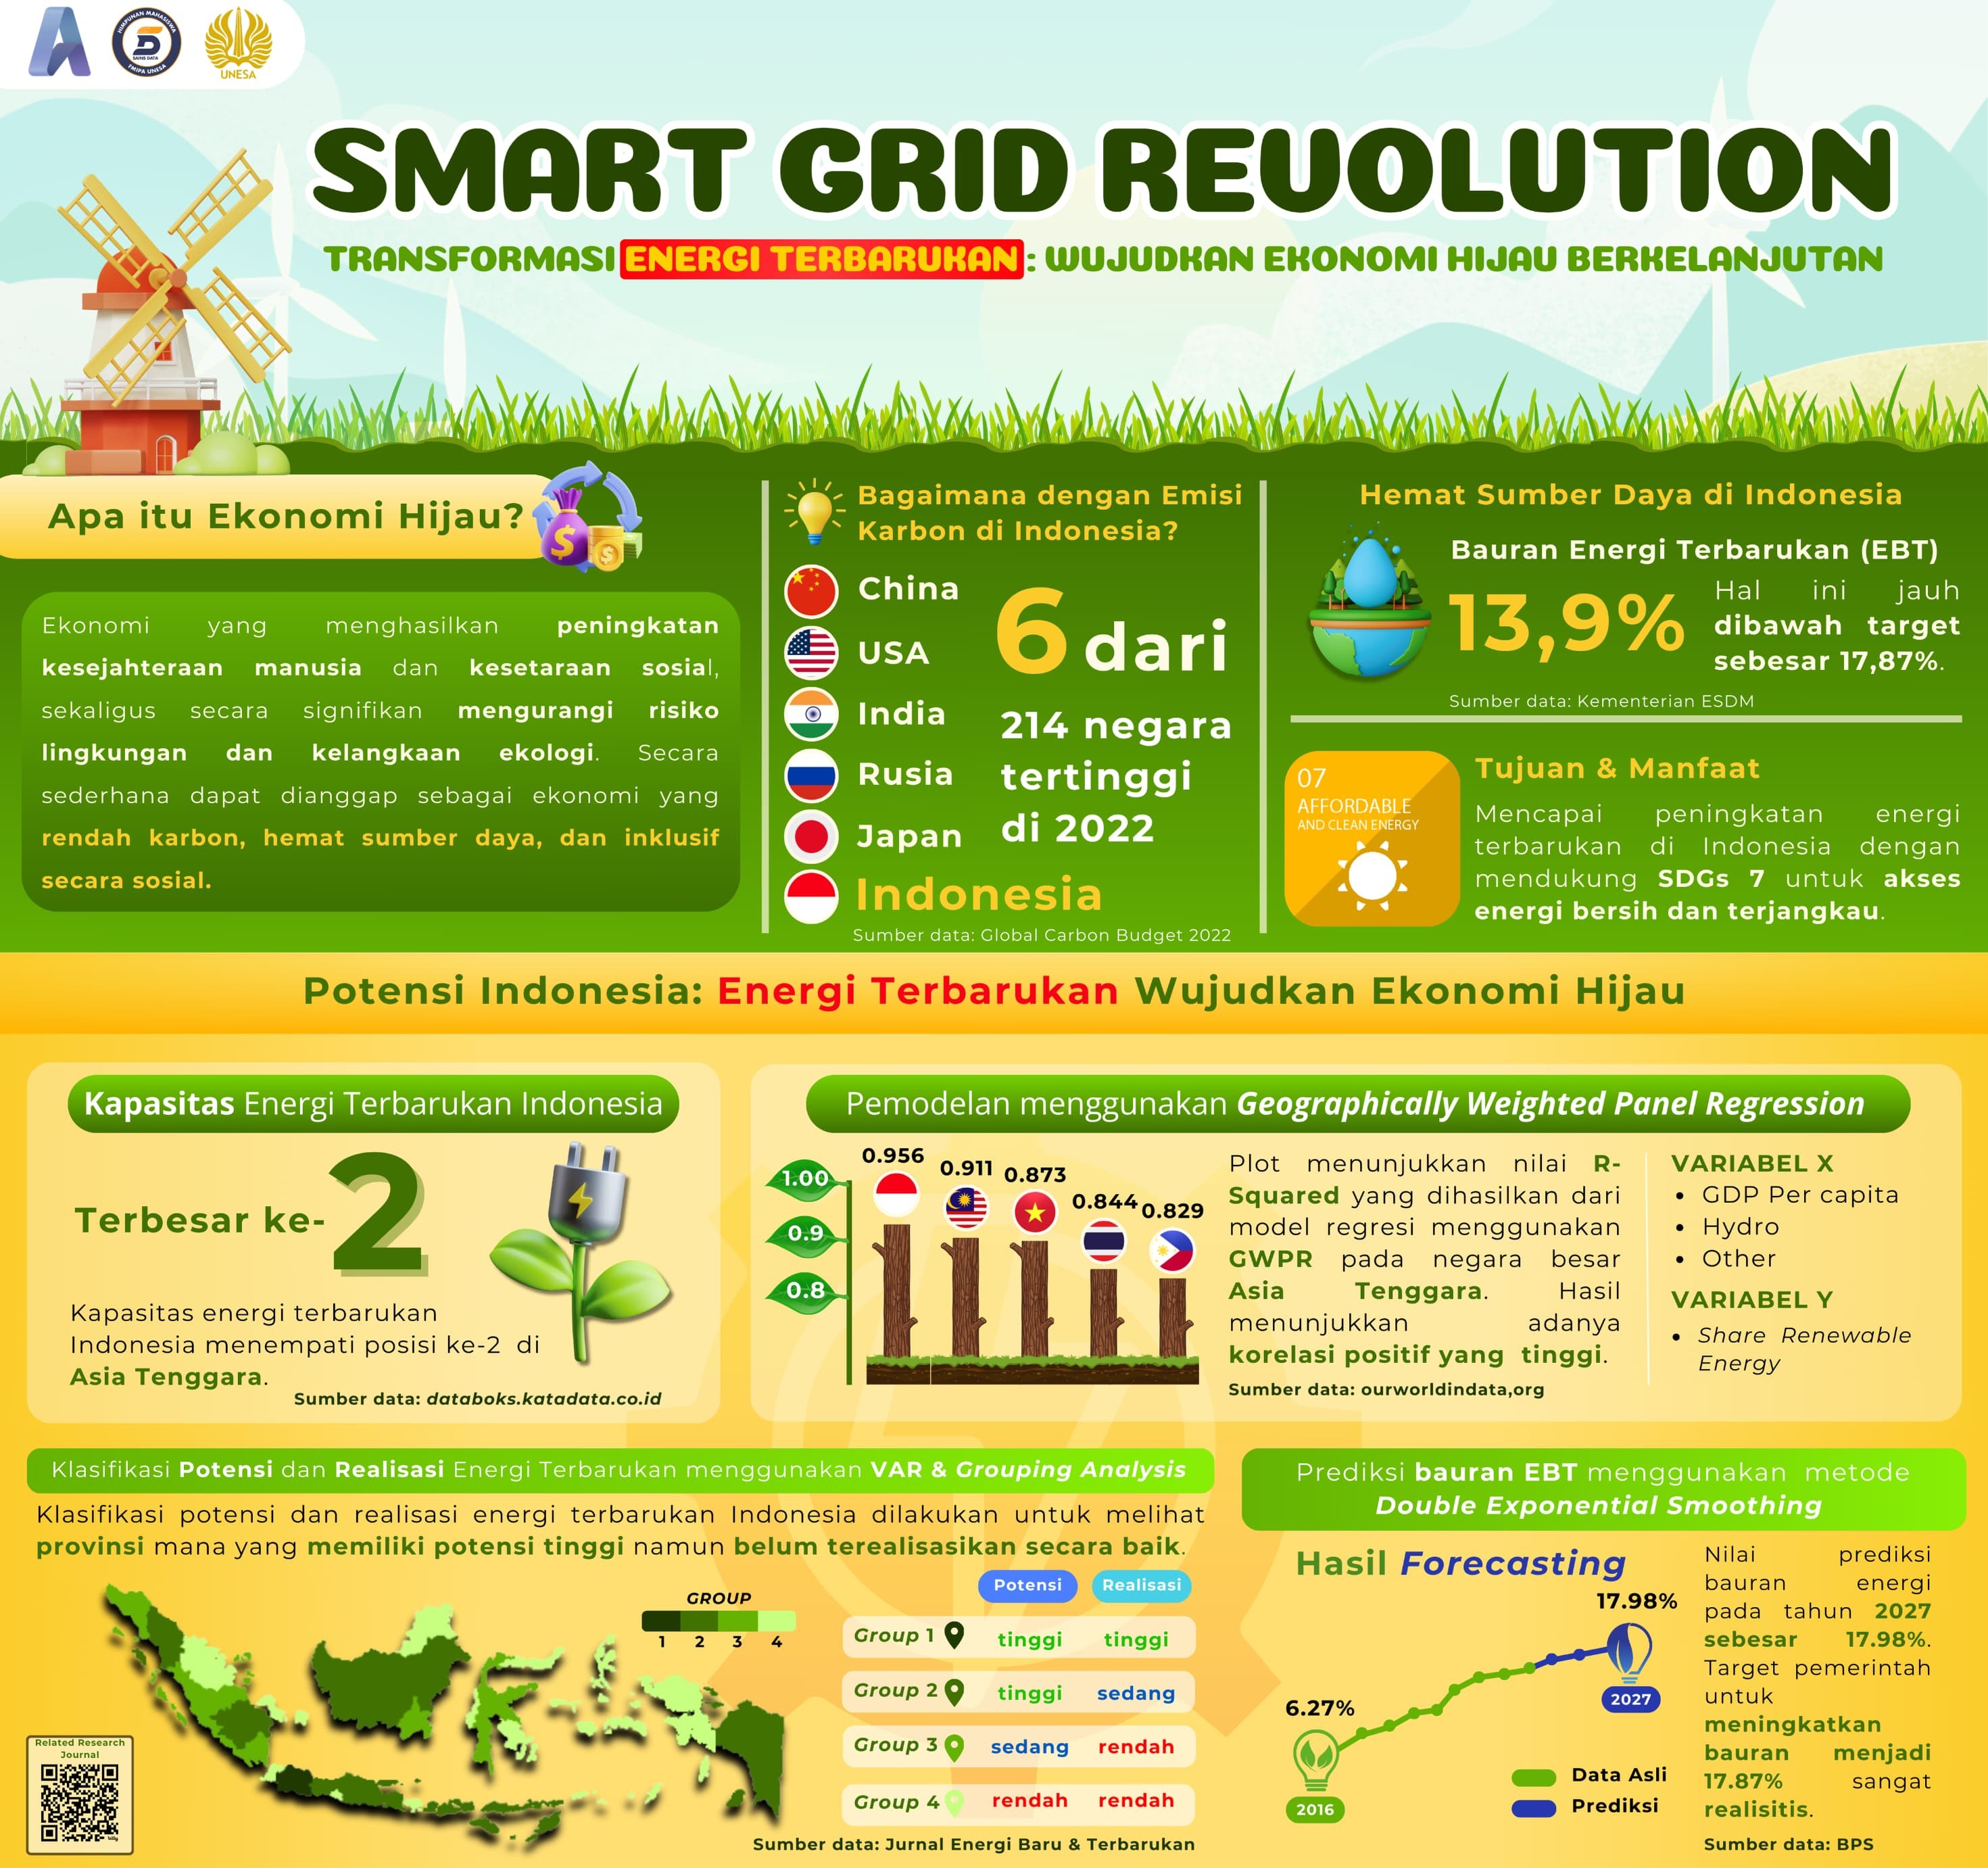 HIMPUNAN MAHASISWA
SAINS DATA
FMIPA UNESA
UNESA
SMART GRID REVOLUTION
TRANSFORMASI ENERGI TERBARUKAN : WUJUDKAN EKONOMI HIJAU BERKELANJUTAN
Apa itu Ekonomi Hijau?
Ekonomi yang menghasilkan peningkatan
kesejahteraan manusia dan kesetaraan sosial,
sekaligus secara signifikan mengurangi risiko
lingkungan dan kelangkaan ekologi. Secara
sederhana dapat dianggap sebagai ekonomi yang
rendah karbon, hemat sumber daya, dan inklusif
secara sosial.
Bagaimana dengan Emisi
Karbon di Indonesia?
China
USA
India
Rusia
Japan
Indonesia
6 dari
214 negara
tertinggi
di 2022
Sumber data: Global Carbon Budget 2022
Hemat Sumber Daya di Indonesia
Bauran Energi Terbarukan (EBT)
13,9%
Hal ini jauh
dibawah target
sebesar 17,87%.
Sumber data: Kementerian ESDM
07
AFFORDABLE
AND CLEAN ENERGY
Tujuan & Manfaat
Mencapai peningkatan energi
terbarukan di Indonesia dengan
mendukung SDGs 7 untuk akses
energi bersih dan terjangkau.
Potensi Indonesia: Energi Terbarukan Wujudkan Ekonomi Hijau
Kapasitas Energi Terbarukan Indonesia
Terbesar ke-2
Kapasitas energi terbarukan
Indonesia menempati posisi ke-2 di
Asia Tenggara.
Sumber data: databoks.katadata.co.id
Pemodelan menggunakan Geographically Weighted Panel Regression
1.00
0.9
0.8
0.956
0.911
0.873
0.844
0.829
Plot menunjukkan nilai R-
Squared yang dihasilkan dari
model regresi menggunakan
GWPR pada negara besar
Asia Tenggara. Hasil
menunjukkan adanya
korelasi positif yang tinggi.
Sumber data: ourworldindata,org
VARIABEL X
• GDP Per capita
• Hydro
• Other
VARIABEL Y
• Share Renewable
Energy
Klasifikasi Potensi dan Realisasi Energi Terbarukan menggunakan VAR & Grouping Analysis
Klasifikasi potensi dan realisasi energi terbarukan Indonesia dilakukan untuk melihat
provinsi mana yang memiliki potensi tinggi namun belum terealisasikan secara baik.
GROUP
1 2 3 4
Potensi Realisasi
Group 1 tinggi tinggi
Group 2 tinggi sedang
Group 3 sedang rendah
Group 4 rendah rendah
Sumber data: Jurnal Energi Baru & Terbarukan
Related Research
Journal
Prediksi bauran EBT menggunakan metode
Double Exponential Smoothing
Hasil Forecasting
17.98%
2027
6.27%
2016
Data Asli
Prediksi
Nilai prediksi
bauran energi
pada tahun 2027
sebesar 17.98%.
Target pemerintah
untuk
meningkatkan
bauran menjadi
17.87% sangat
realisitis.
Sumber data: BPS